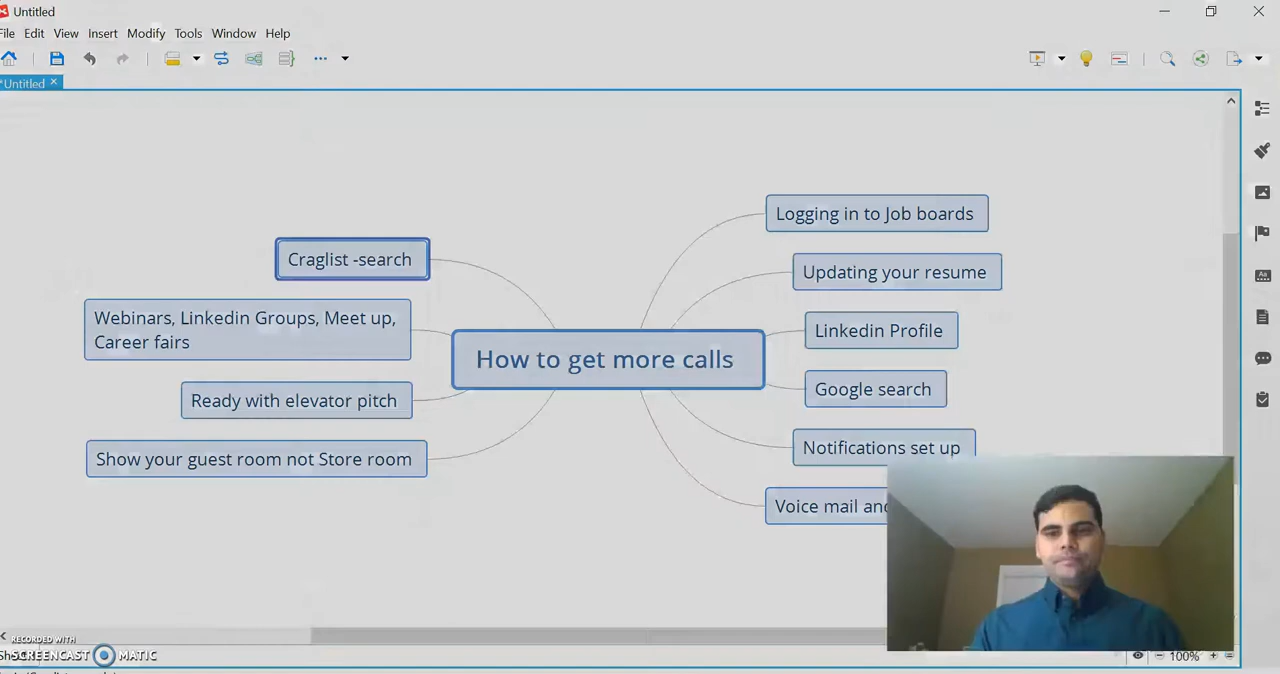 Untitled
File Edit View Insert Modify Tools Window Help
*Untitled
Logging in to Job boards
Craglist -search
Updating your resume
Webinars, Linkedin Groups, Meet up,
Career fairs
Linkedin Profile
How to get more calls
Google search
Ready with elevator pitch
Notifications set up
Show your guest room not Store room
Voice mail and
RECORDED WITH
SCREENCAST MATIC
100%